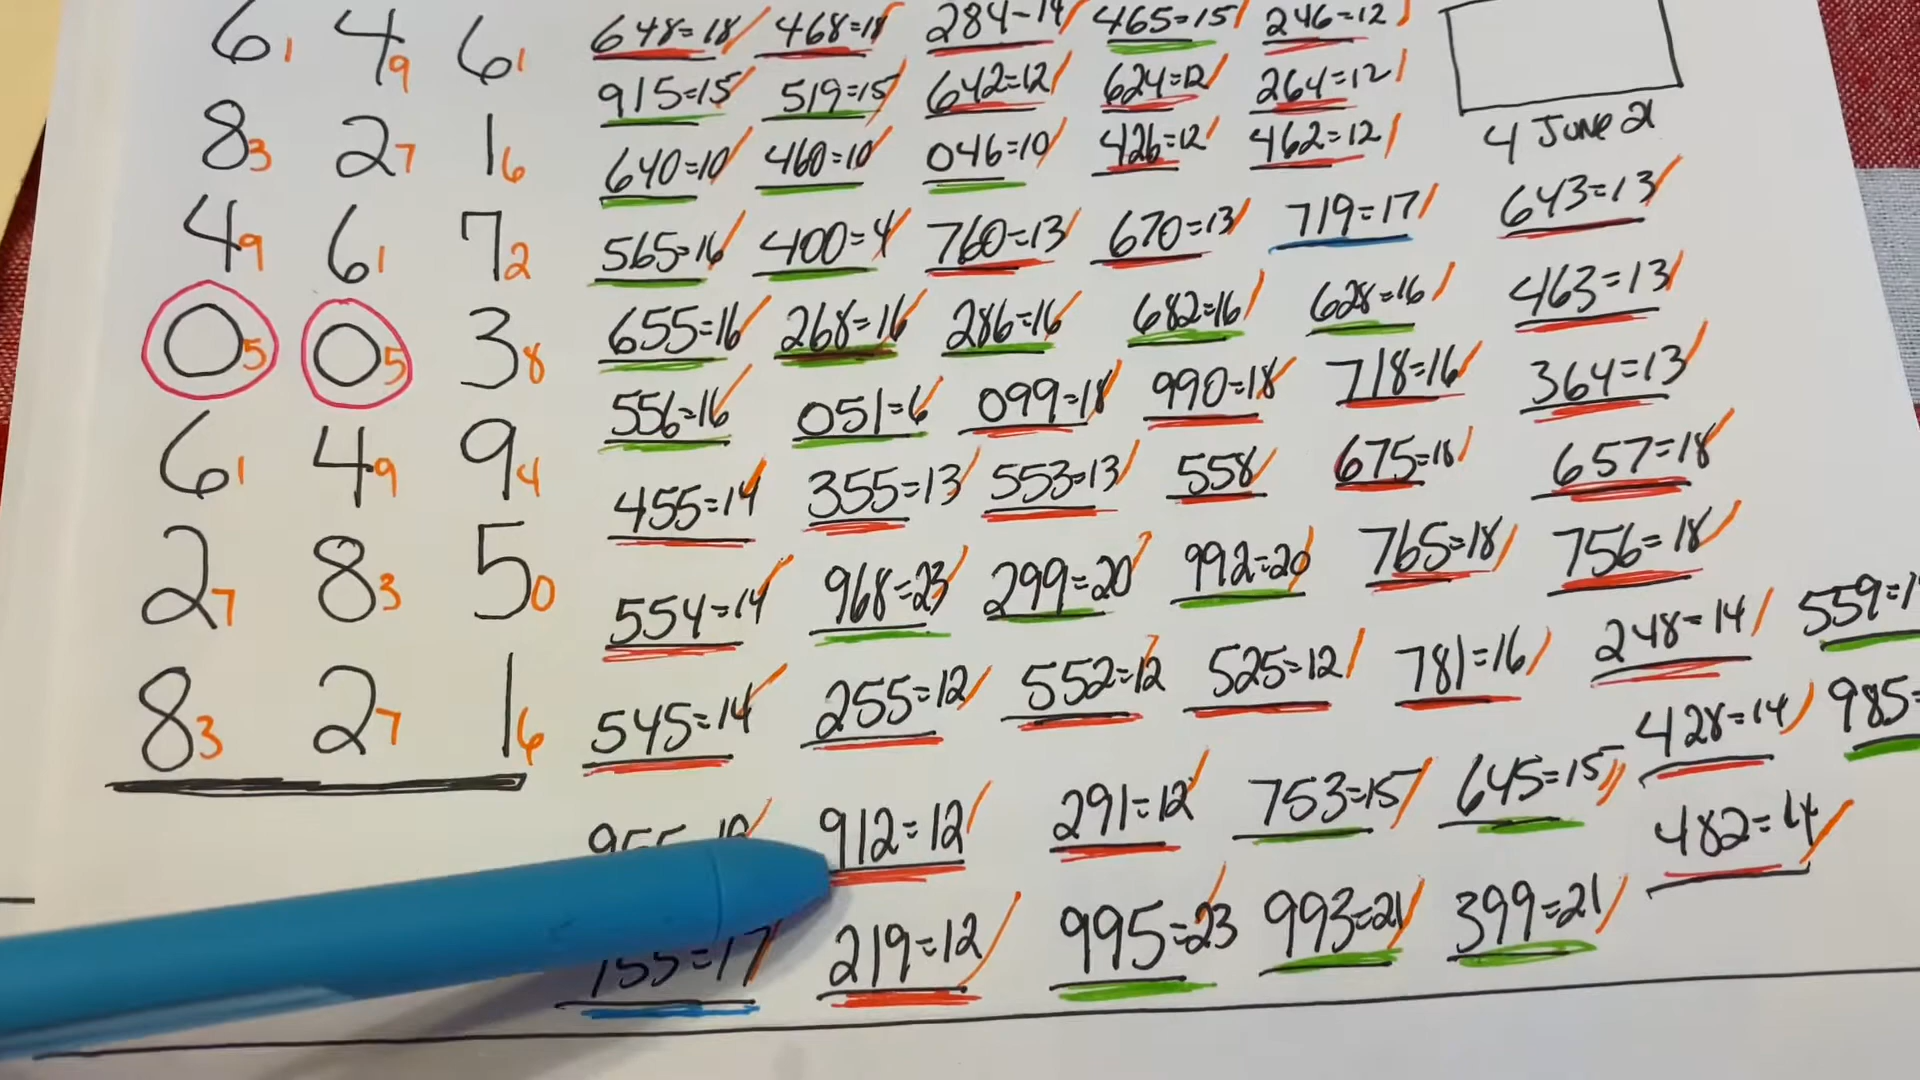 6 1 4 9 6 1
8 3 2 7 1 6
4 9 6 1 7 2
0 5 0 5 3 8
6 1 4 9 9 4
2 7 8 3 5 0
8 3 2 7 1 6
648=18 468=18 284-14 465=15 246=12
915=15 519=15 642=12 624=12 264=12
4 June 21
640=10 460=10 046=10 426=12 462=12
565=16 400=4 760=13 670=13 719=17 643=13
655=16 268=16 286=16 682=16 628=16 463=13
556=16 051=6 099=18 990=18 718=16 364=13
455=14 355=13 553=13 558 675=18 657=18
554=14 968=23 299=20 992=20 765=18 756=18
545=14 255=12 552=12 525=12 781=16 248=14 559=1
428=14 985=
912=12 291=12 753=15 645=15 482=14
755=17 219=12 995=23 993=21 399=21